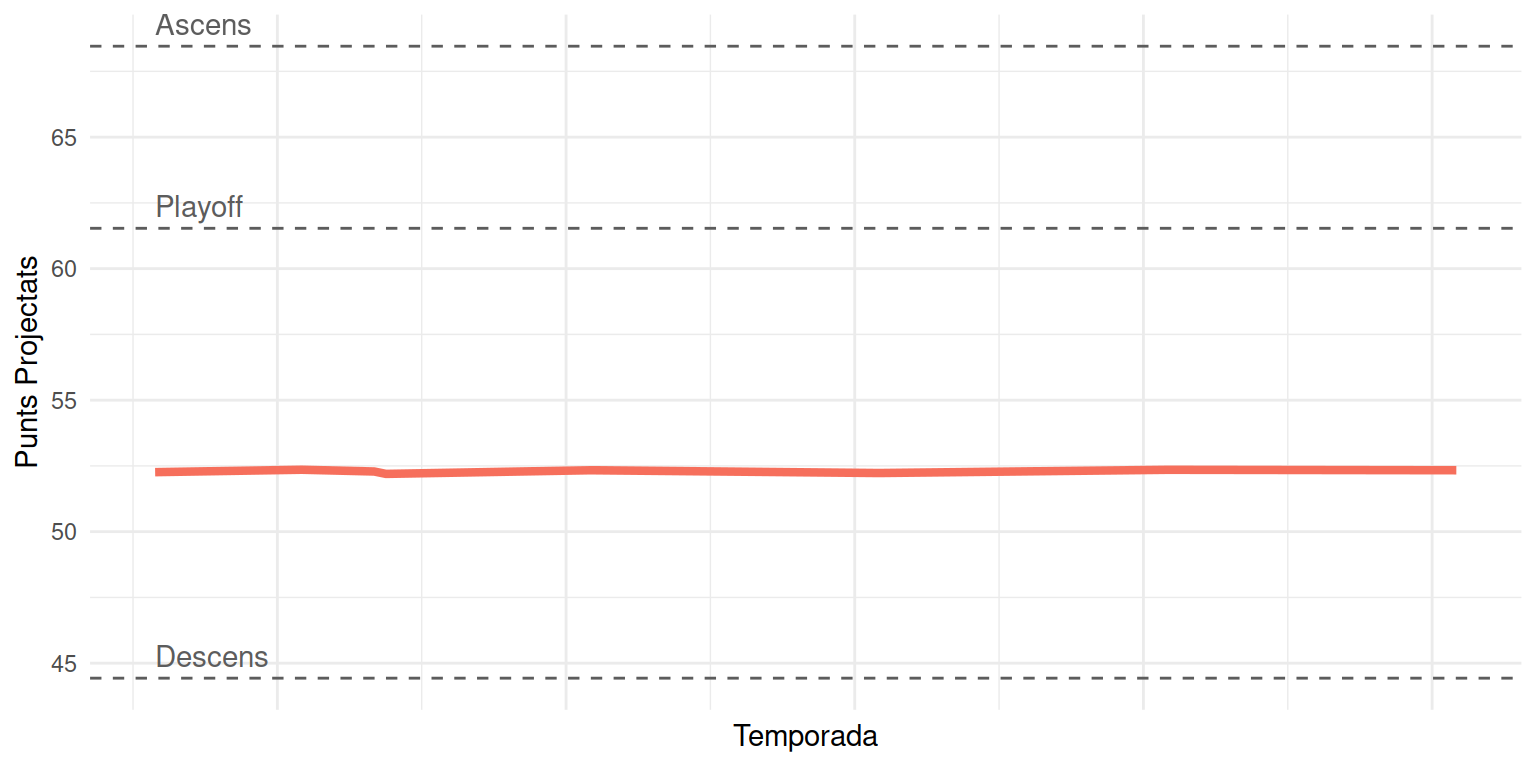 Ascens
65
Playoff
60
Punts Projectats
55
50
Descens
45
Temporada